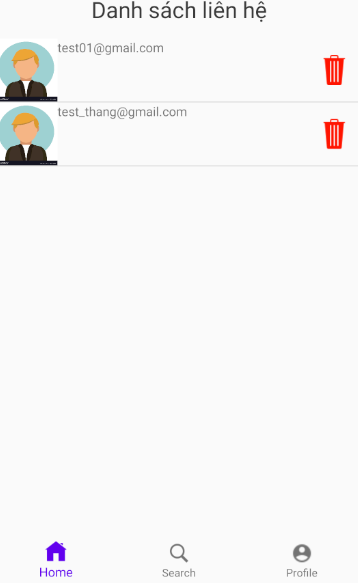 Danh sách liên hệ
test01@gmail.com
test_thang@gmail.com
Home
Search
Profile